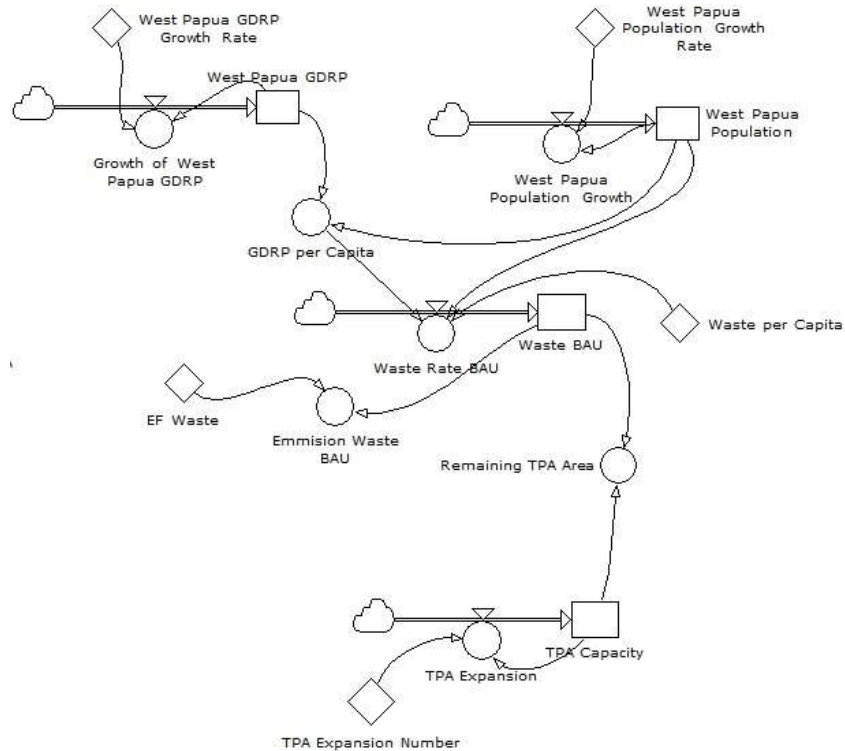 West Papua GDRP
Growth Rate
West Papua
Population Growth
Rate
West Papua GDRP
West Papua
Population
Growth of West
Papua GDRP
West Papua
Population Growth
GDRP per Capita
Waste BAU
Waste per Capita
Waste Rate BAU
EF Waste
Emmision Waste
BAU
Remaining TPA Area
TPA Capacity
TPA Expansion
TPA Expansion Number